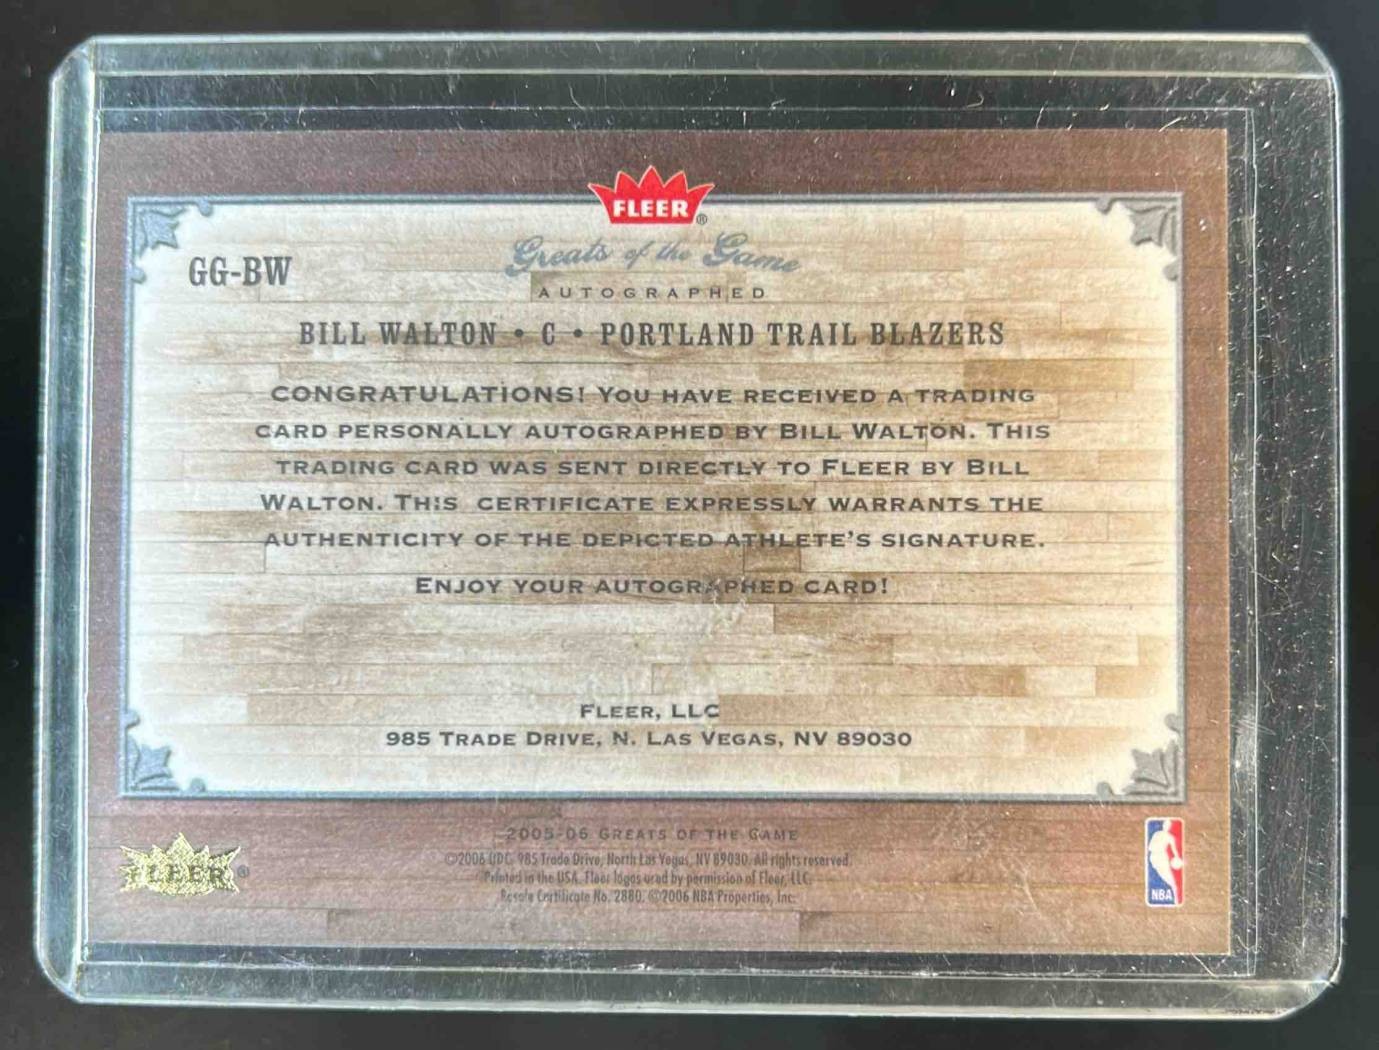 FLEER®
Greats of the Game
GG-BW
AUTOGRAPHED
BILL WALTON • C • PORTLAND TRAIL BLAZERS
CONGRATULATIONS! YOU HAVE RECEIVED A TRADING
CARD PERSONALLY AUTOGRAPHED BY BILL WALTON. THIS
TRADING CARD WAS SENT DIRECTLY TO FLEER BY BILL
WALTON. THIS CERTIFICATE EXPRESSLY WARRANTS THE
AUTHENTICITY OF THE DEPICTED ATHLETE'S SIGNATURE.
ENJOY YOUR AUTOGRAPHED CARD!
FLEER, LLC
985 TRADE DRIVE, N. LAS VEGAS, NV 89030
2005-06 GREATS OF THE GAME
©2006 UDC. 985 Trade Drive, North Las Vegas, NV 89030. All rights reserved.
Printed in the USA. Fleer logos used by permission of Fleer, LLC.
Resale Certificate No. 2880. ©2006 NBA Properties, Inc.
FLEER®
NBA